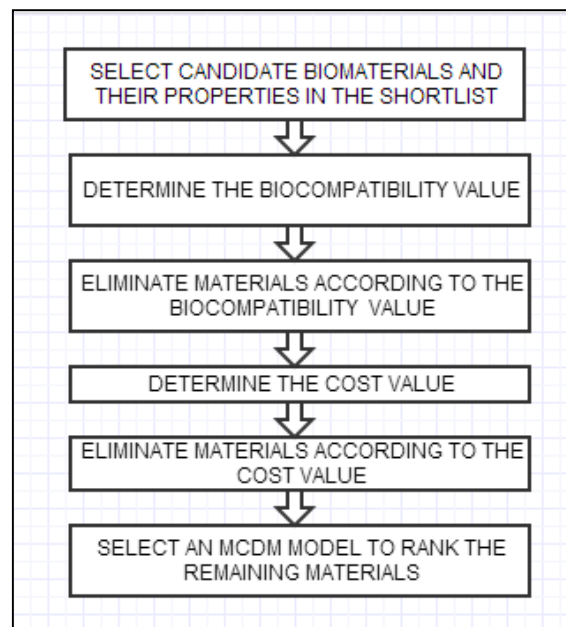 SELECT CANDIDATE BIOMATERIALS AND
THEIR PROPERTIES IN THE SHORTLIST
DETERMINE THE BIOCOMPATIBILITY VALUE
ELIMINATE MATERIALS ACCORDING TO THE
BIOCOMPATIBILITY VALUE
DETERMINE THE COST VALUE
ELIMINATE MATERIALS ACCORDING TO THE
COST VALUE
SELECT AN MCDM MODEL TO RANK THE
REMAINING MATERIALS